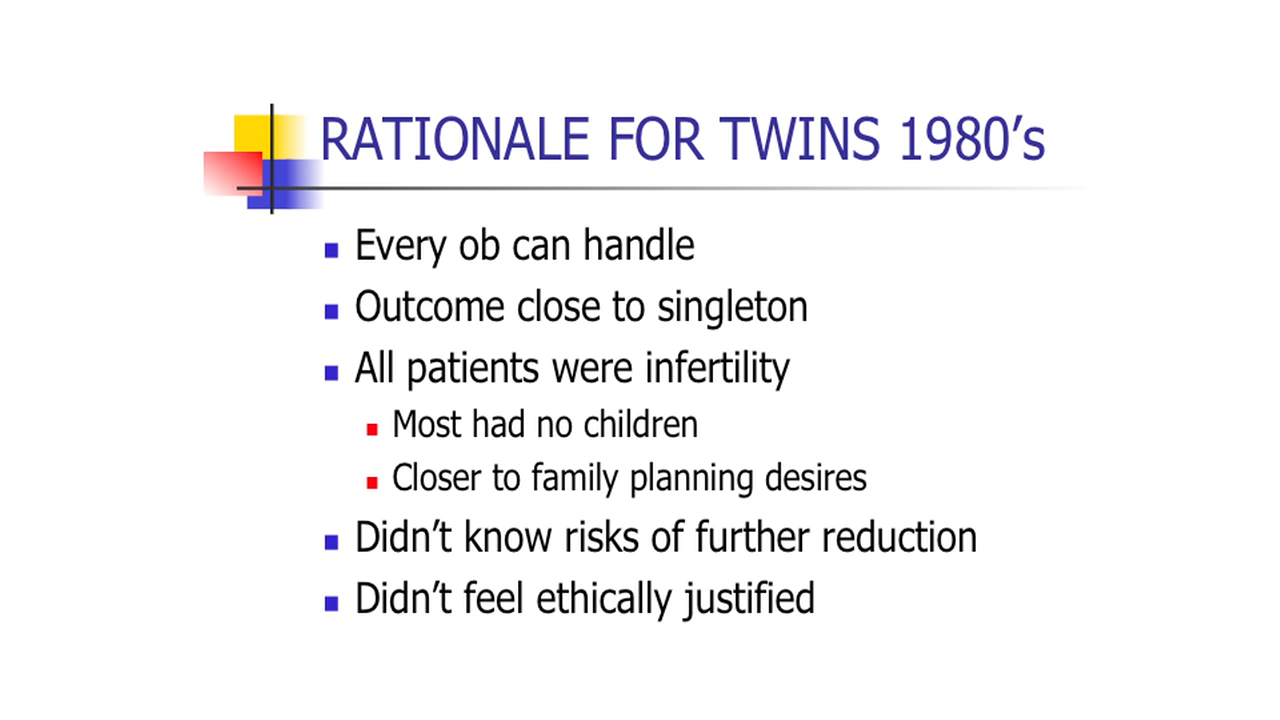 RATIONALE FOR TWINS 1980’s
Every ob can handle
Outcome close to singleton
All patients were infertility
Most had no children
Closer to family planning desires
Didn’t know risks of further reduction
Didn’t feel ethically justified